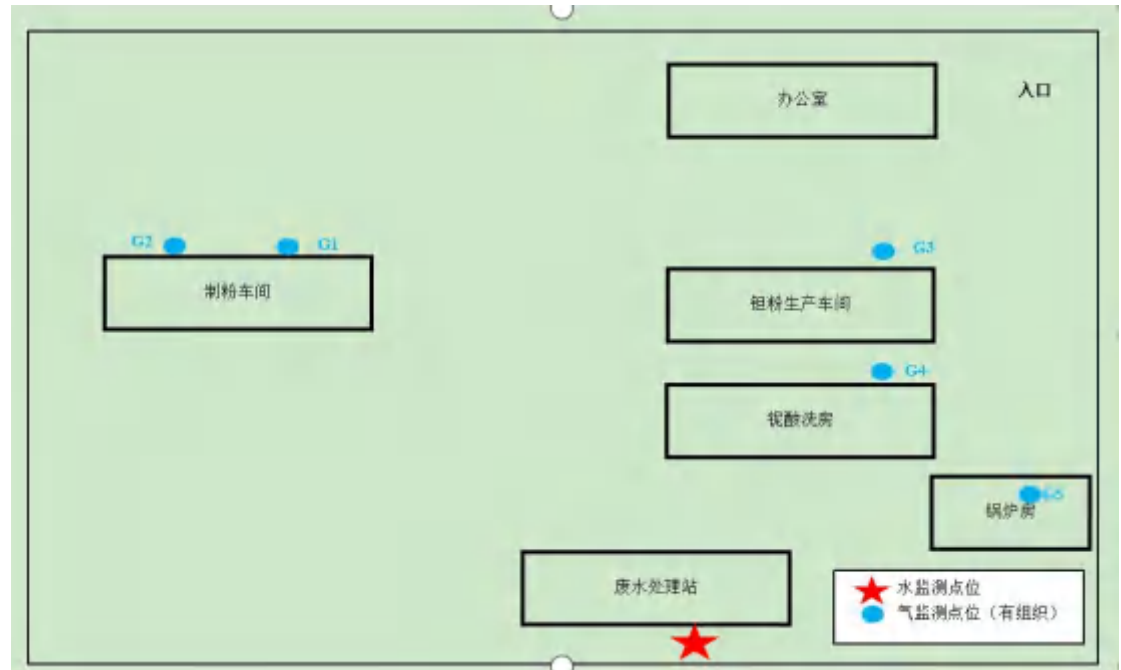 办公室
入口
G2
G1
G3
制粉车间
钽粉生产车间
G4
铌酸洗房
G5
锅炉房
废水处理站
水监测点位
气监测点位（有组织）